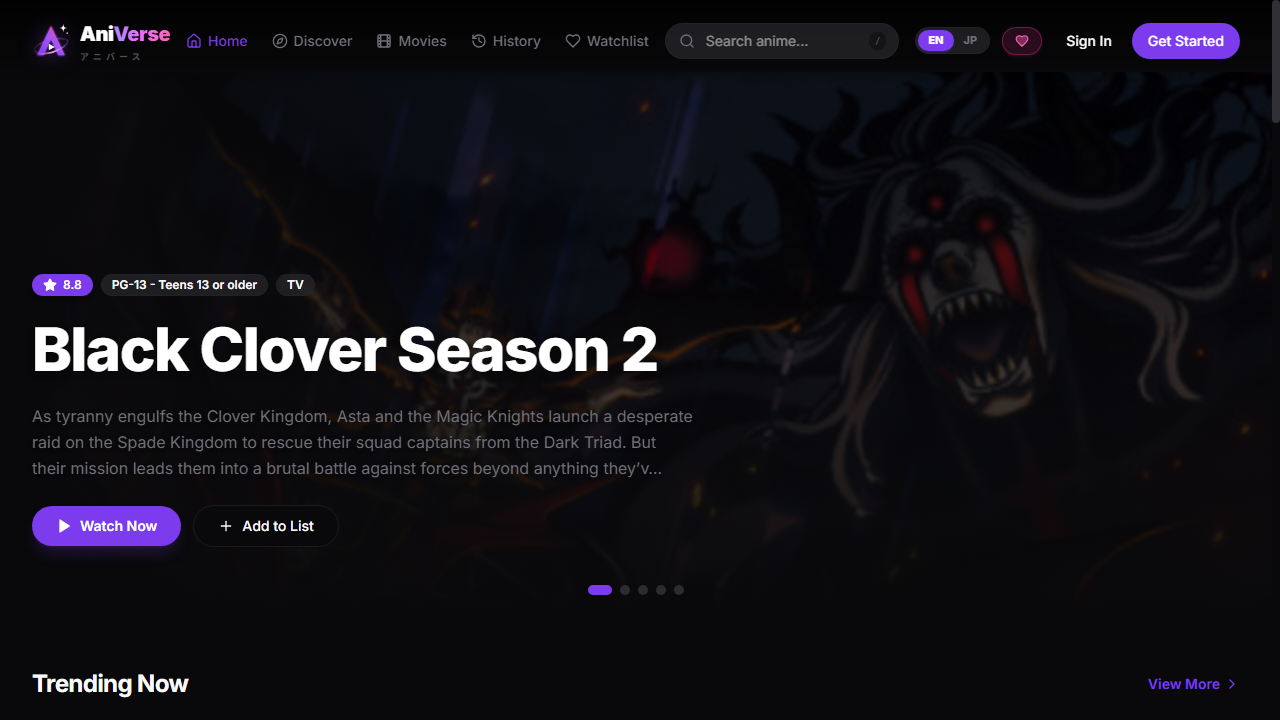 AniVerse
アニバース
Home
Discover
Movies
History
Watchlist
Search anime...
/
EN
JP
Sign In
Get Started
8.8
PG-13 - Teens 13 or older
TV
Black Clover Season 2
As tyranny engulfs the Clover Kingdom, Asta and the Magic Knights launch a desperate
raid on the Spade Kingdom to rescue their squad captains from the Dark Triad. But
their mission leads them into a brutal battle against forces beyond anything they’v...
Watch Now
Add to List
Trending Now
View More